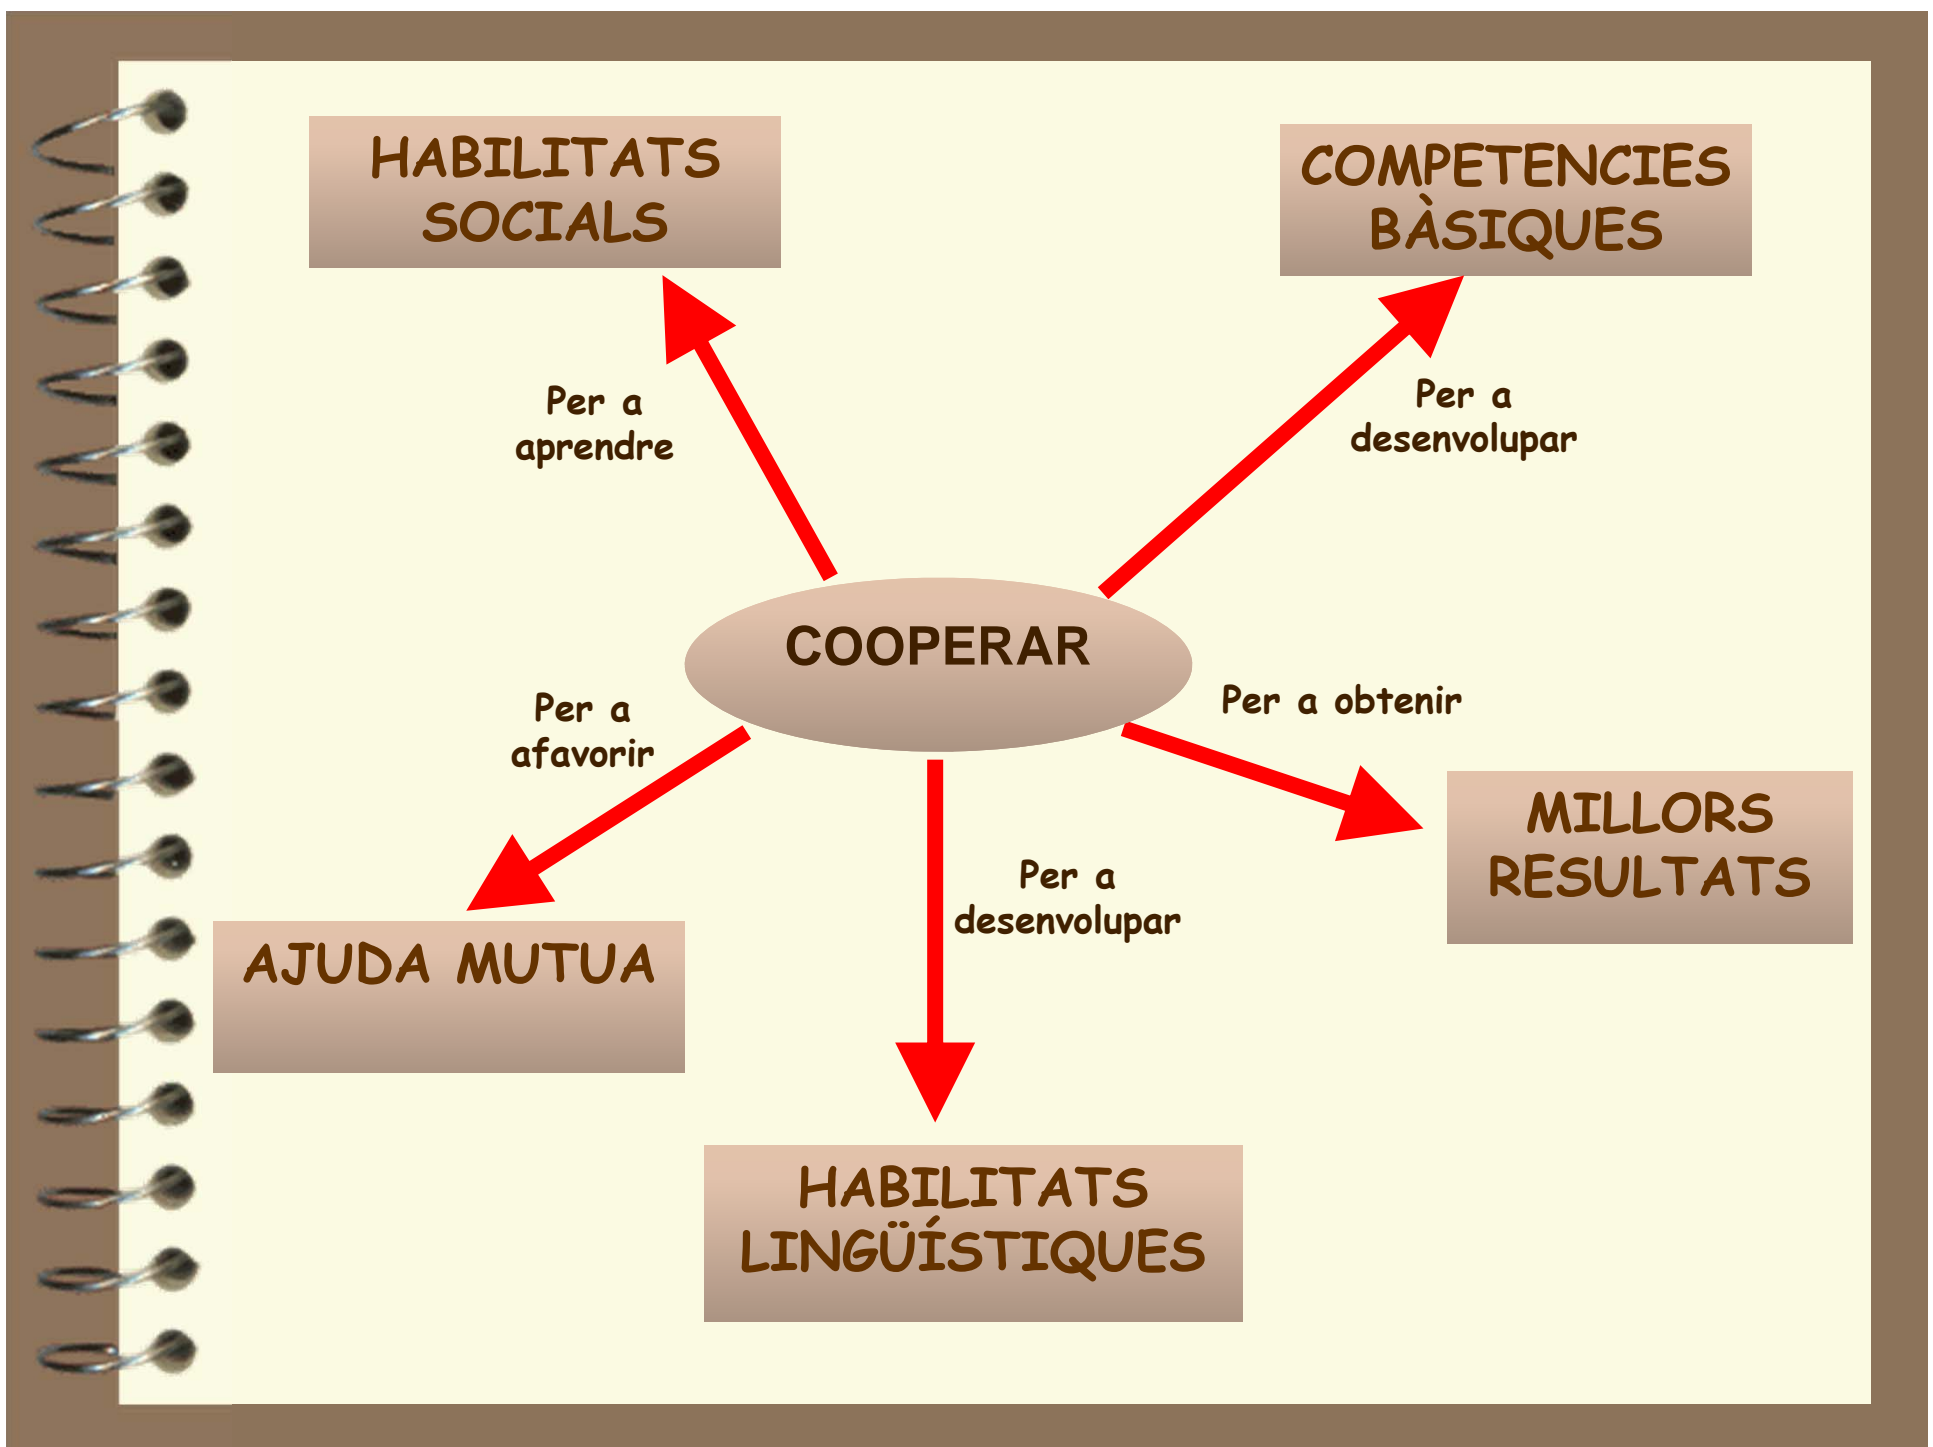 HABILITATS
SOCIALS
COMPETENCIES
BÀSIQUES
Per a
aprendre
Per a
desenvolupar
COOPERAR
Per a
afavorir
Per a obtenir
MILLORS
RESULTATS
Per a
desenvolupar
AJUDA MUTUA
HABILITATS
LINGÜÍSTIQUES